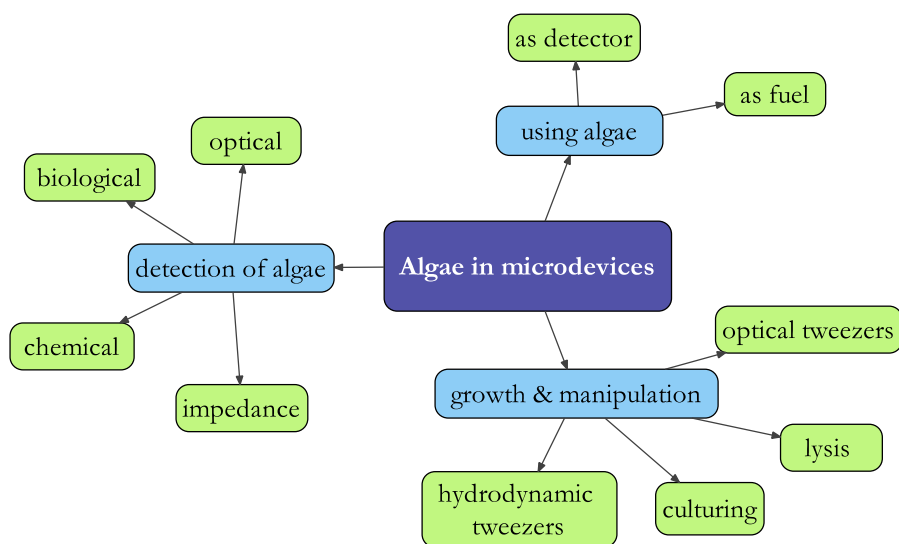 as detector
as fuel
using algae
optical
biological
detection of algae
Algae in microdevices
chemical
impedance
optical tweezers
growth & manipulation
lysis
hydrodynamic
tweezers
culturing